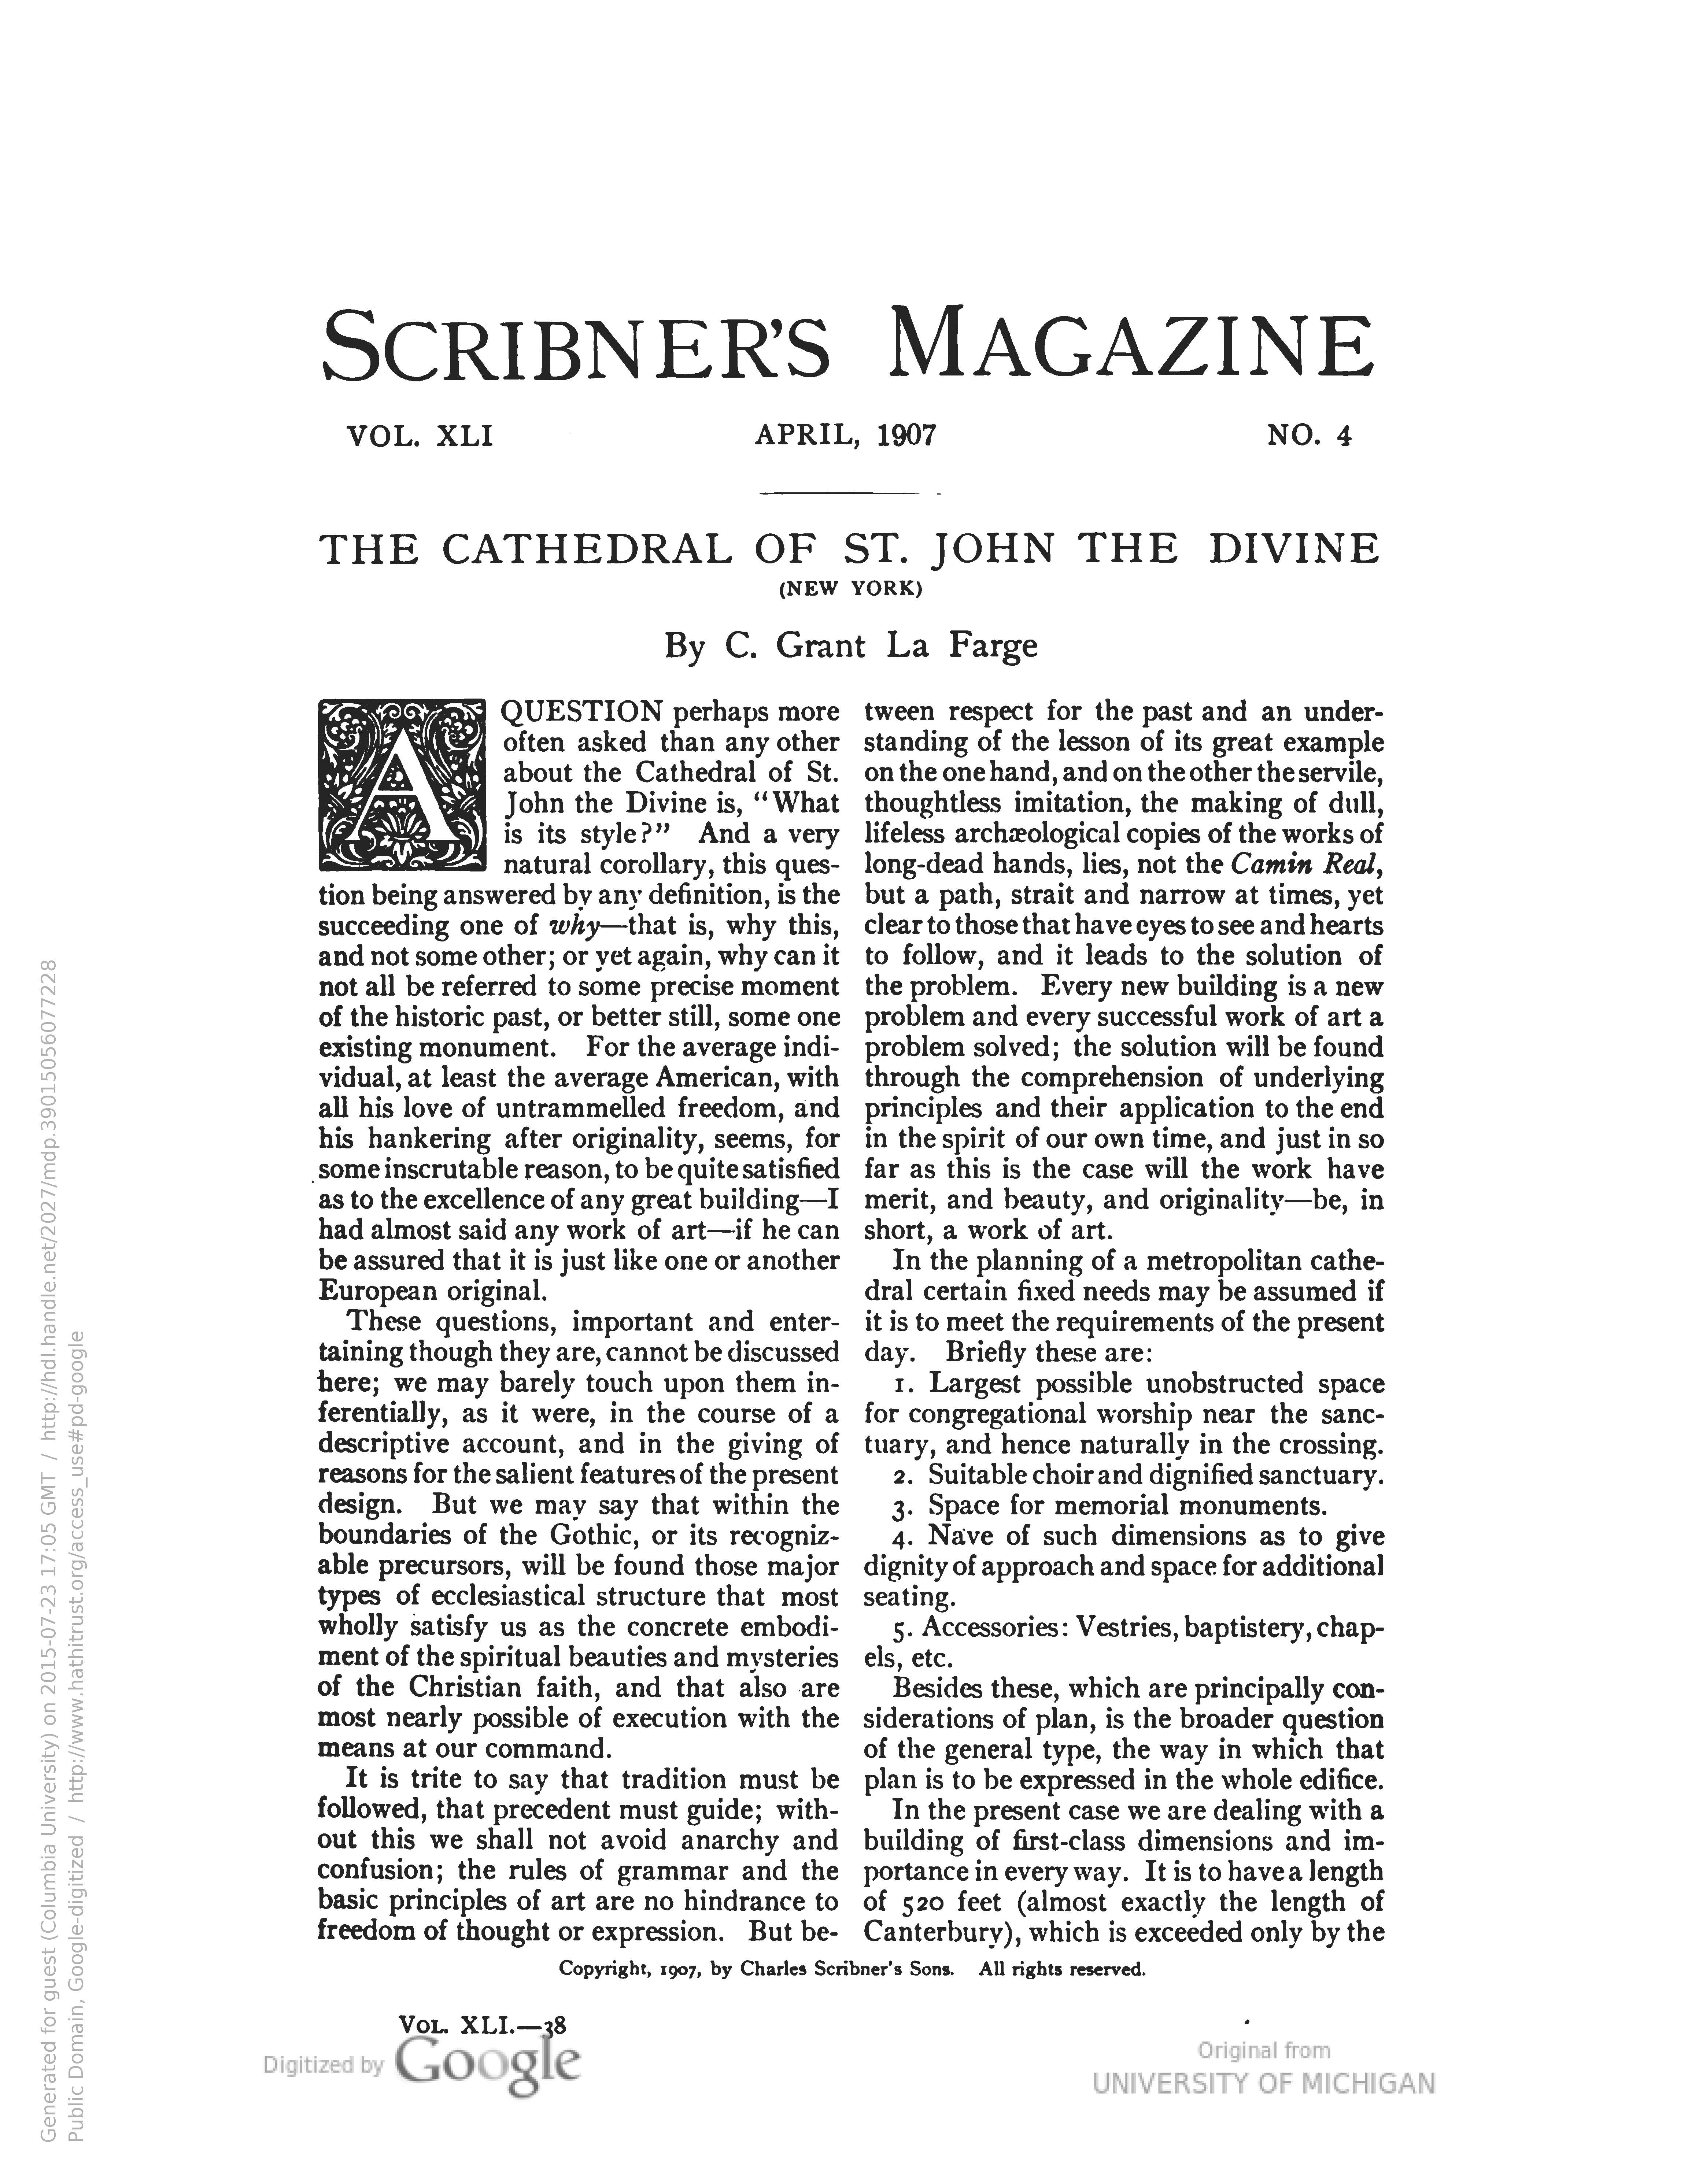 SCRIBNER'S MAGAZINE
VOL. XLI APRIL, 1907 NO. 4
THE CATHEDRAL OF ST. JOHN THE DIVINE
(NEW YORK)
By C. Grant La Farge
A QUESTION perhaps more
often asked than any other
about the Cathedral of St.
John the Divine is, “What
is its style?” And a very
natural corollary, this ques-
tion being answered by any definition, is the
succeeding one of why—that is, why this,
and not some other; or yet again, why can it
not all be referred to some precise moment
of the historic past, or better still, some one
existing monument. For the average indi-
vidual, at least the average American, with
all his love of untrammelled freedom, and
his hankering after originality, seems, for
some inscrutable reason, to be quite satisfied
as to the excellence of any great building—I
had almost said any work of art—if he can
be assured that it is just like one or another
European original.
These questions, important and enter-
taining though they are, cannot be discussed
here; we may barely touch upon them in-
ferentially, as it were, in the course of a
descriptive account, and in the giving of
reasons for the salient features of the present
design. But we may say that within the
boundaries of the Gothic, or its recogniz-
able precursors, will be found those major
types of ecclesiastical structure that most
wholly satisfy us as the concrete embodi-
ment of the spiritual beauties and mysteries
of the Christian faith, and that also are
most nearly possible of execution with the
means at our command.
It is trite to say that tradition must be
followed, that precedent must guide; with-
out this we shall not avoid anarchy and
confusion; the rules of grammar and the
basic principles of art are no hindrance to
freedom of thought or expression. But be-
tween respect for the past and an under-
standing of the lesson of its great example
on the one hand, and on the other the servile,
thoughtless imitation, the making of dull,
lifeless archæological copies of the works of
long-dead hands, lies, not the Camin Real,
but a path, strait and narrow at times, yet
clear to those that have eyes to see and hearts
to follow, and it leads to the solution of
the problem. Every new building is a new
problem and every successful work of art a
problem solved; the solution will be found
through the comprehension of underlying
principles and their application to the end
in the spirit of our own time, and just in so
far as this is the case will the work have
merit, and beauty, and originality—be, in
short, a work of art.
In the planning of a metropolitan cathe-
dral certain fixed needs may be assumed if
it is to meet the requirements of the present
day. Briefly these are:
1. Largest possible unobstructed space
for congregational worship near the sanc-
tuary, and hence naturally in the crossing.
2. Suitable choir and dignified sanctuary.
3. Space for memorial monuments.
4. Nave of such dimensions as to give
dignity of approach and space for additional
seating.
5. Accessories: Vestries, baptistery, chap-
els, etc.
Besides these, which are principally con-
siderations of plan, is the broader question
of the general type, the way in which that
plan is to be expressed in the whole edifice.
In the present case we are dealing with a
building of first-class dimensions and im-
portance in every way. It is to have a length
of 520 feet (almost exactly the length of
Canterbury), which is exceeded only by the
Copyright, 1907, by Charles Scribner's Sons. All rights reserved.
VOL. XLI.—38
Digitized by Google
Original from
UNIVERSITY OF MICHIGAN
Generated for guest (Columbia University) on 2015-07-23 17:05 GMT / http://hdl.handle.net/2027/mdp.39015056077228
Public Domain, Google-digitized / http://www.hathitrust.org/access_use#pd-google